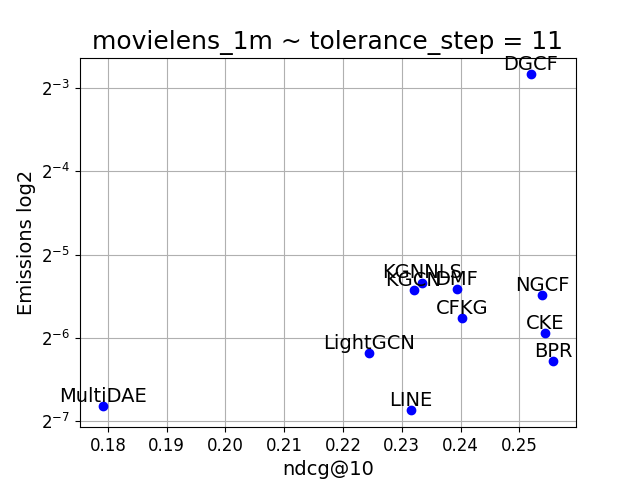 movielens_1m ~ tolerance_step = 11
DGCF
2⁻³
2⁻⁴
2⁻⁵
2⁻⁶
2⁻⁷
Emissions log2
KGNNLS
KGCN
DMF
NGCF
CFKG
CKE
LightGCN
BPR
MultiDAE
LINE
0.18 0.19 0.20 0.21 0.22 0.23 0.24 0.25
ndcg@10